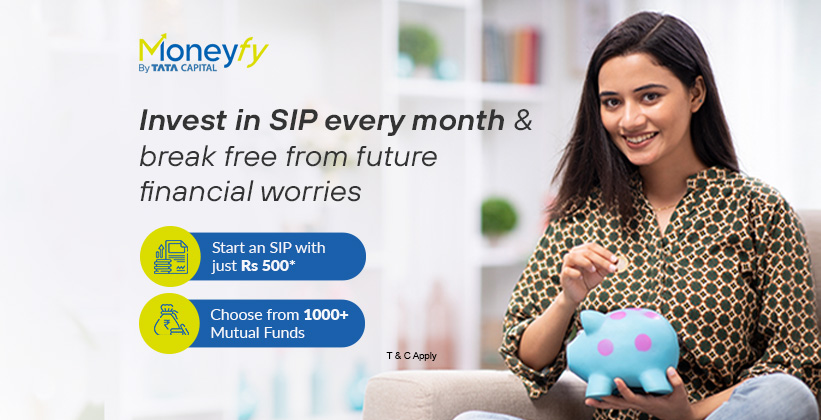 Moneyfy
By TATA CAPITAL
Invest in SIP every month &
break free from future
financial worries
Start an SIP with
just Rs 500*
Choose from 1000+
Mutual Funds
T & C Apply